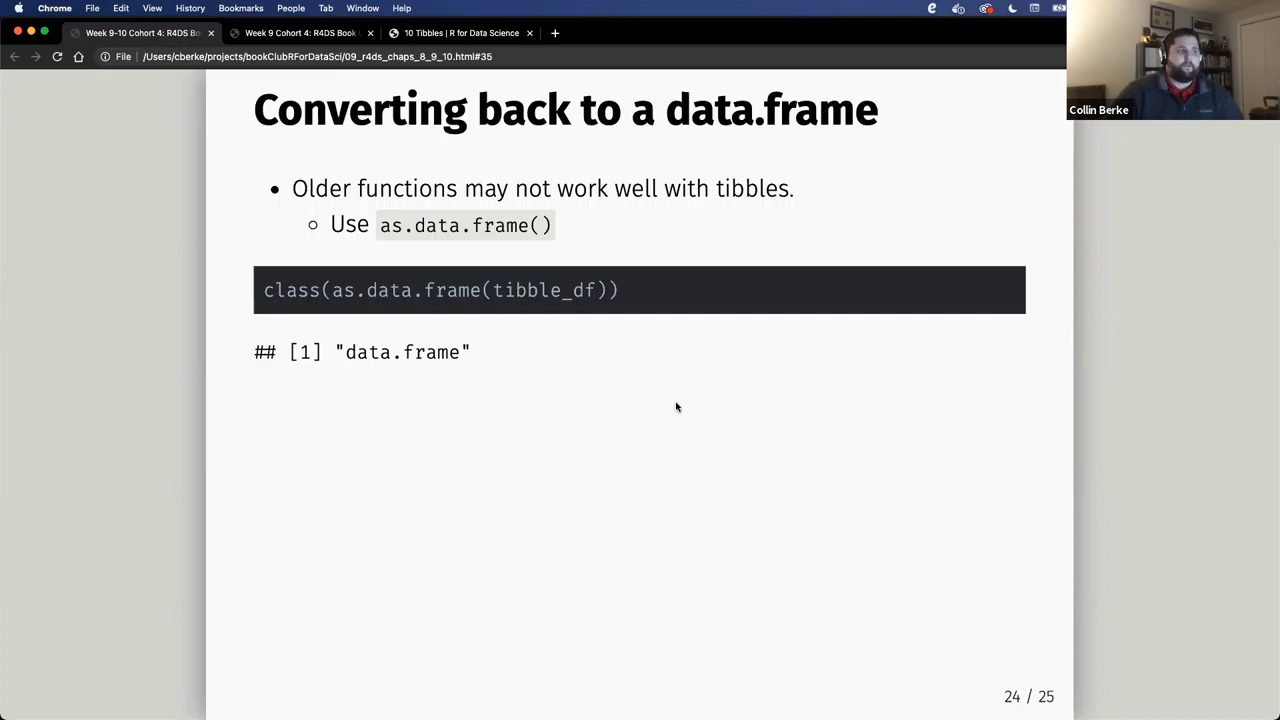 Chrome File Edit View History Bookmarks People Tab Window Help
Week 9-10 Cohort 4: R4DS Bo × Week 9 Cohort 4: R4DS Book × 10 Tibbles | R for Data Science × +
File /Users/cberke/projects/bookClubRForDataSci/09_r4ds_chaps_8_9_10.html#35
Collin Berke
Converting back to a data.frame
• Older functions may not work well with tibbles.
○ Use as.data.frame()
class(as.data.frame(tibble_df))
## [1] "data.frame"
24 / 25